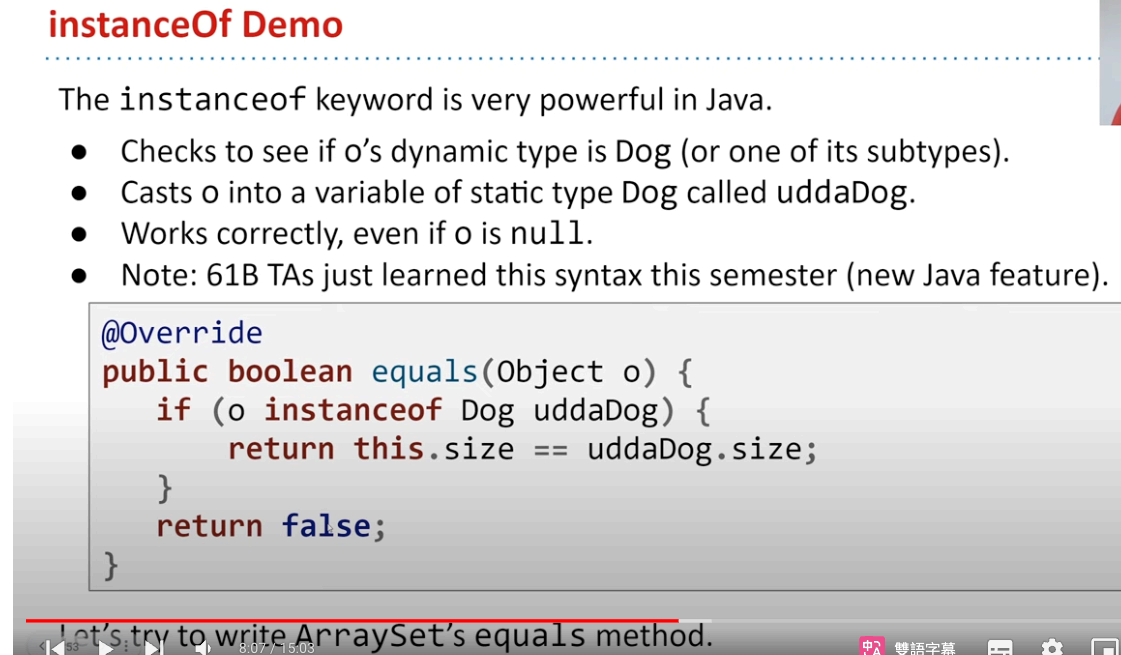 instanceOf Demo
The instanceof keyword is very powerful in Java.
● Checks to see if o’s dynamic type is Dog (or one of its subtypes).
● Casts o into a variable of static type Dog called uddaDog.
● Works correctly, even if o is null.
● Note: 61B TAs just learned this syntax this semester (new Java feature).
@Override
public boolean equals(Object o) {
    if (o instanceof Dog uddaDog) {
        return this.size == uddaDog.size;
    }
    return false;
}
Let’s try to write ArraySet’s equals method.
8:07 / 15:03
雙語字幕